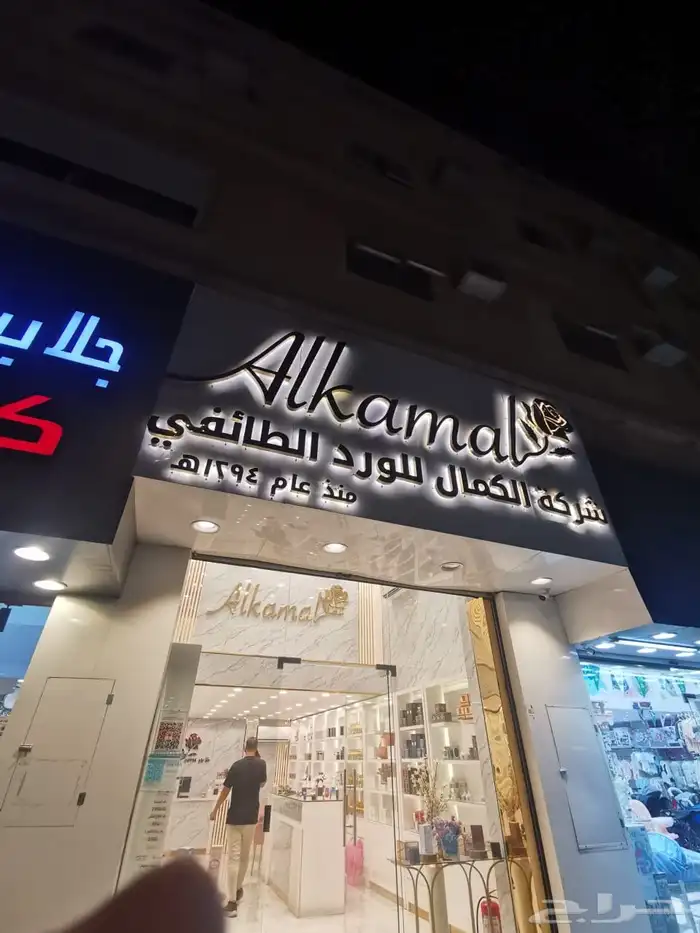 Alkamal
شركة الكمال للورد الطائفي
منذ عام ١٢٩٤هـ
Alkamal
حراج